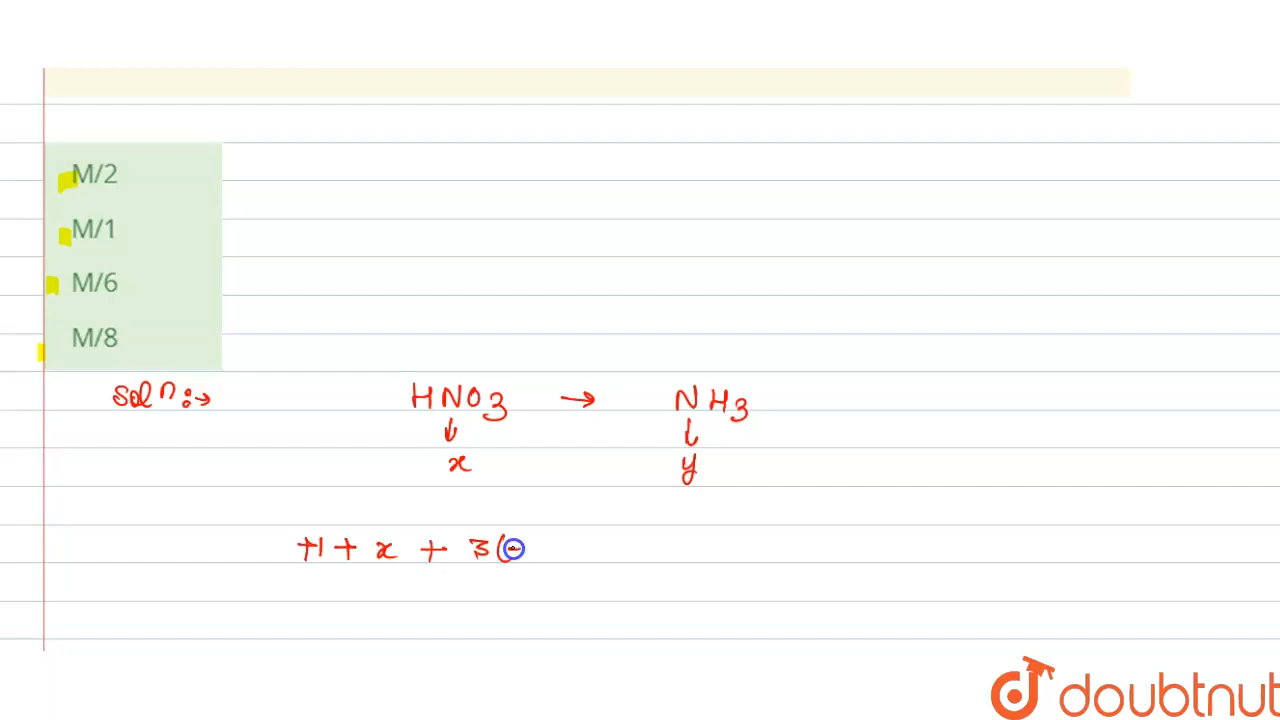 M/2
M/1
M/6
M/8
Soln:→ HNO3 → NH3
↓ ↓
x y
+1 + x + 3(-
doubtnut